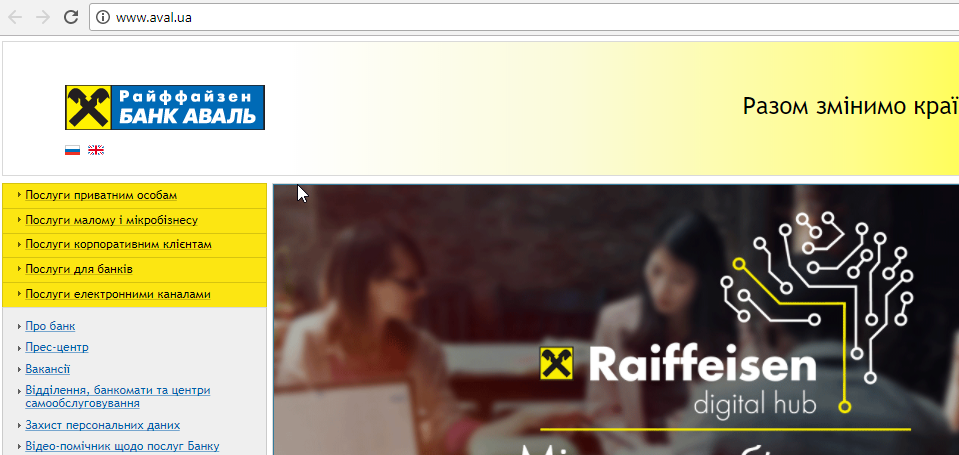 www.aval.ua
Райффайзен
БАНК АВАЛЬ
Разом змінимо краї
Послуги приватним особам
Послуги малому і мікробізнесу
Послуги корпоративним клієнтам
Послуги для банків
Послуги електронними каналами
Про банк
Прес-центр
Вакансії
Відділення, банкомати та центри
самообслуговування
Захист персональних даних
Відео-помічник щодо послуг Банку
Raiffeisen
digital hub